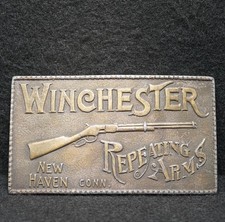 WINCHESTER
REPEATING
ARMS
NEW
HAVEN CONN.